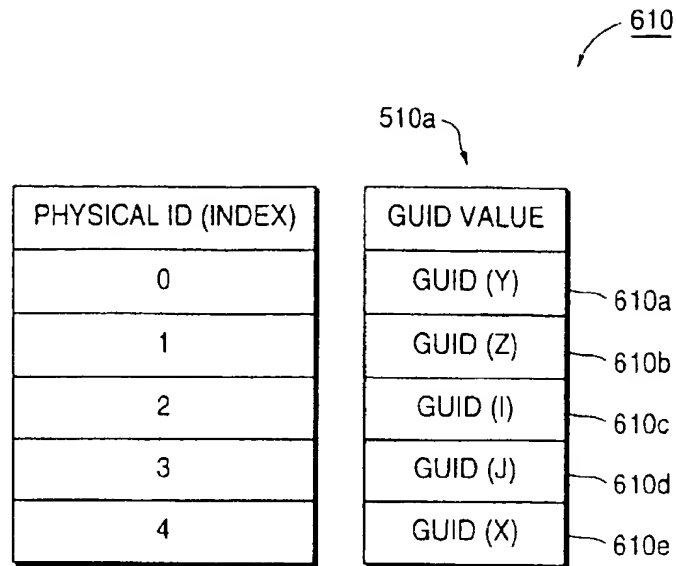 610
510a
PHYSICAL ID (INDEX) GUID VALUE
0 GUID (Y) 610a
1 GUID (Z) 610b
2 GUID (I) 610c
3 GUID (J) 610d
4 GUID (X) 610e